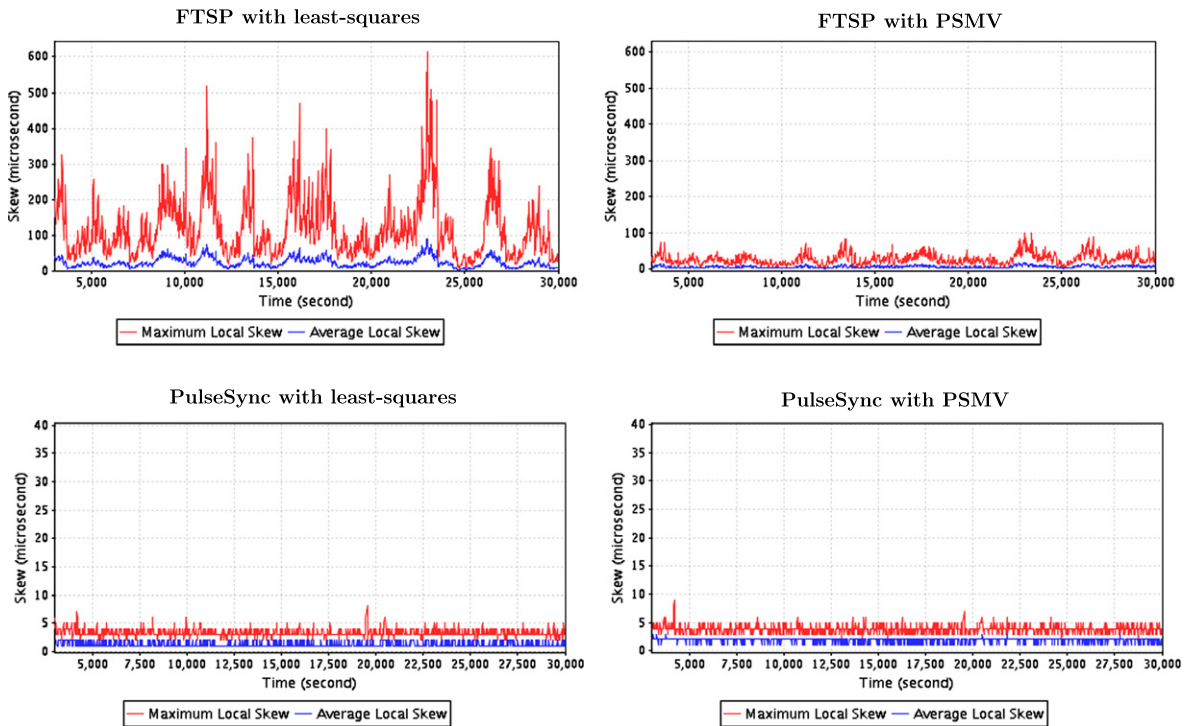 FTSP with least-squares
600
500
400
300
200
100
0
Skew (microsecond)
5,000 10,000 15,000 20,000 25,000 30,000
Time (second)
Maximum Local Skew Average Local Skew
FTSP with PSMV
600
500
400
300
200
100
0
Skew (microsecond)
5,000 10,000 15,000 20,000 25,000 30,000
Time (second)
Maximum Local Skew Average Local Skew
PulseSync with least-squares
40
35
30
25
20
15
10
5
0
Skew (microsecond)
5,000 7,500 10,000 12,500 15,000 17,500 20,000 22,500 25,000 27,500 30,000
Time (second)
Maximum Local Skew Average Local Skew
PulseSync with PSMV
40
35
30
25
20
15
10
5
0
Skew (microsecond)
5,000 7,500 10,000 12,500 15,000 17,500 20,000 22,500 25,000 27,500 30,000
Time (second)
Maximum Local Skew Average Local Skew